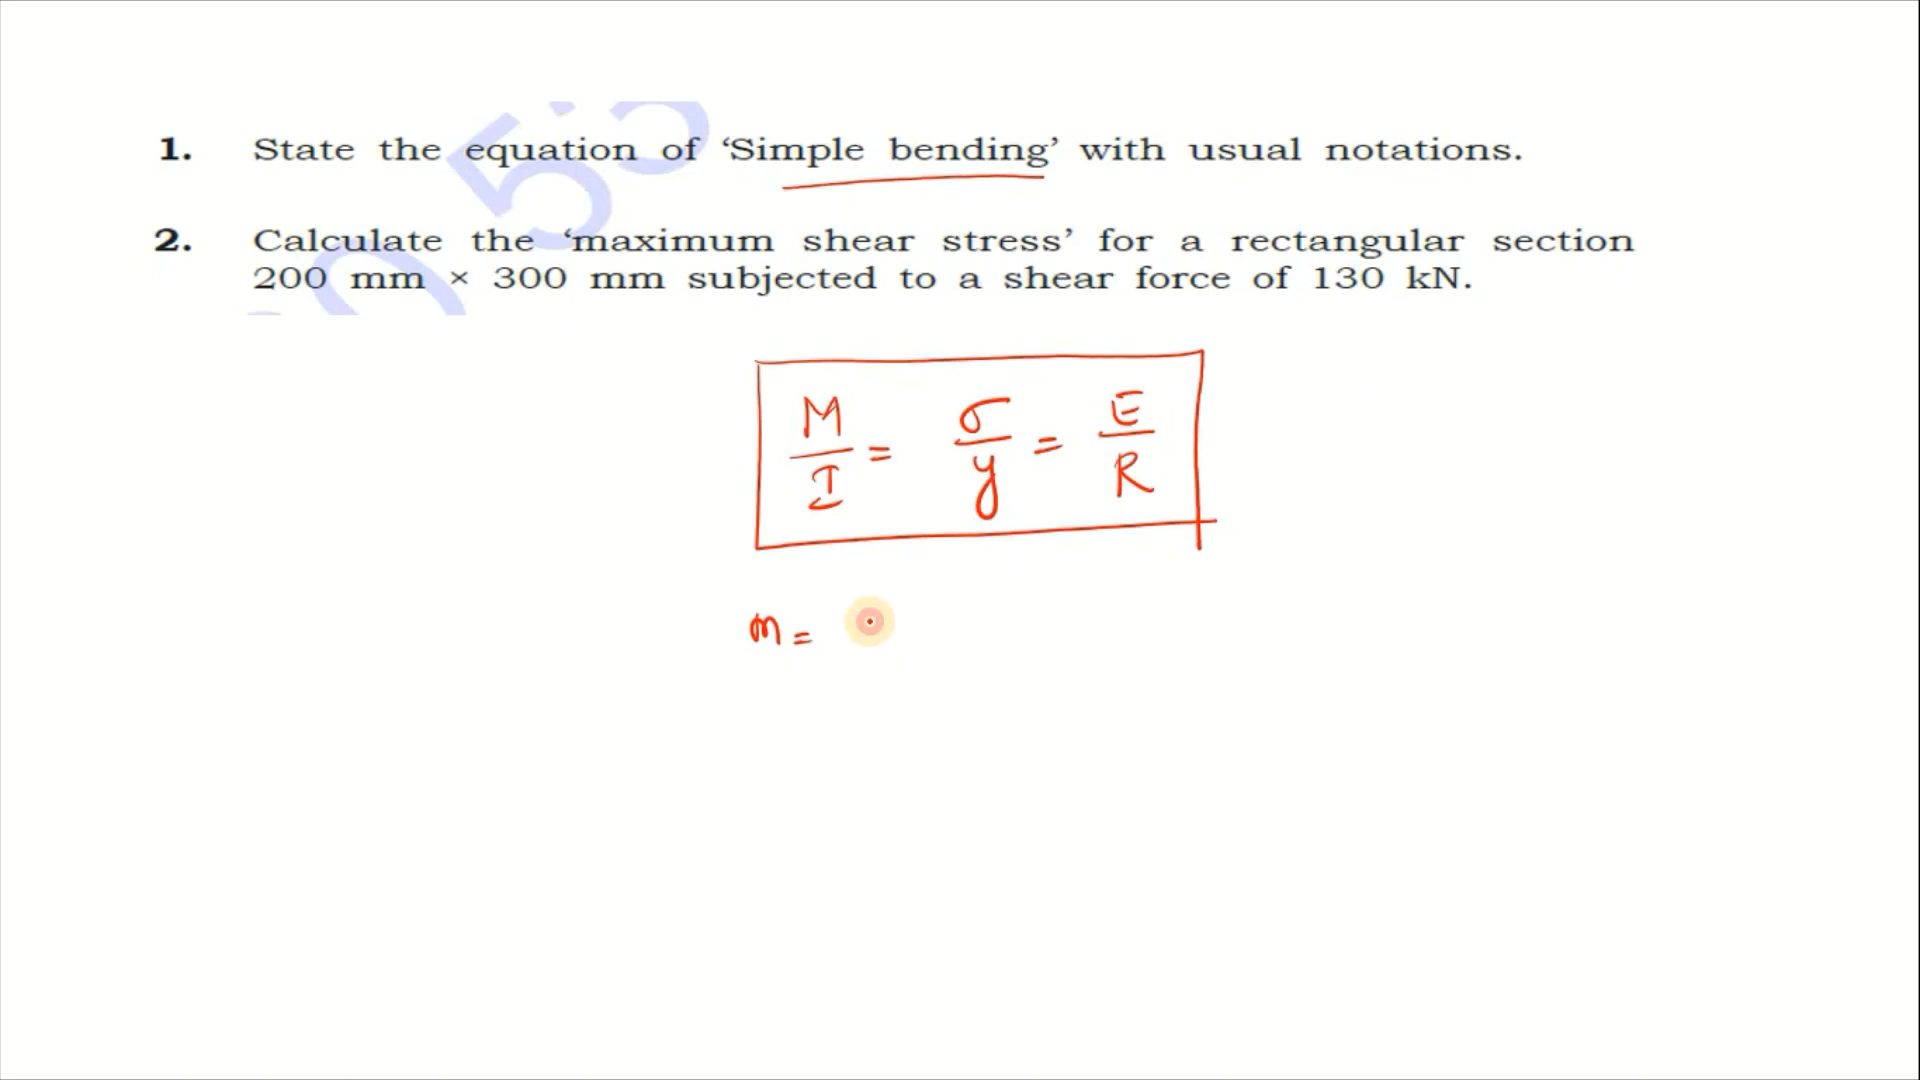 1. State the equation of ‘Simple bending’ with usual notations.
2. Calculate the ‘maximum shear stress’ for a rectangular section
200 mm × 300 mm subjected to a shear force of 130 kN.
M/I = σ/y = E/R
m =